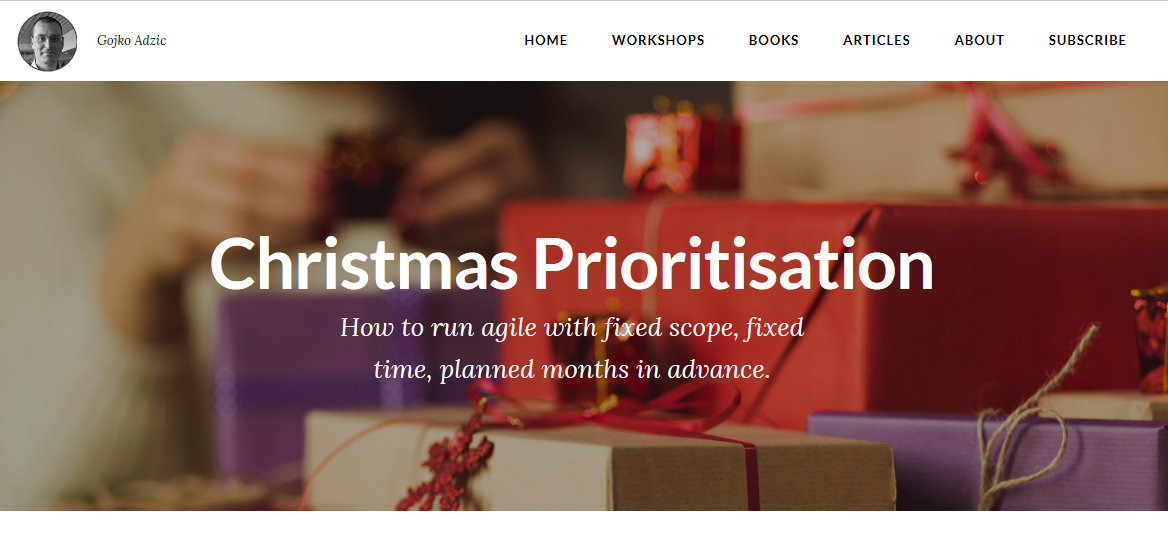 Gojko Adzic
HOME
WORKSHOPS
BOOKS
ARTICLES
ABOUT
SUBSCRIBE
Christmas Prioritisation
How to run agile with fixed scope, fixed
time, planned months in advance.